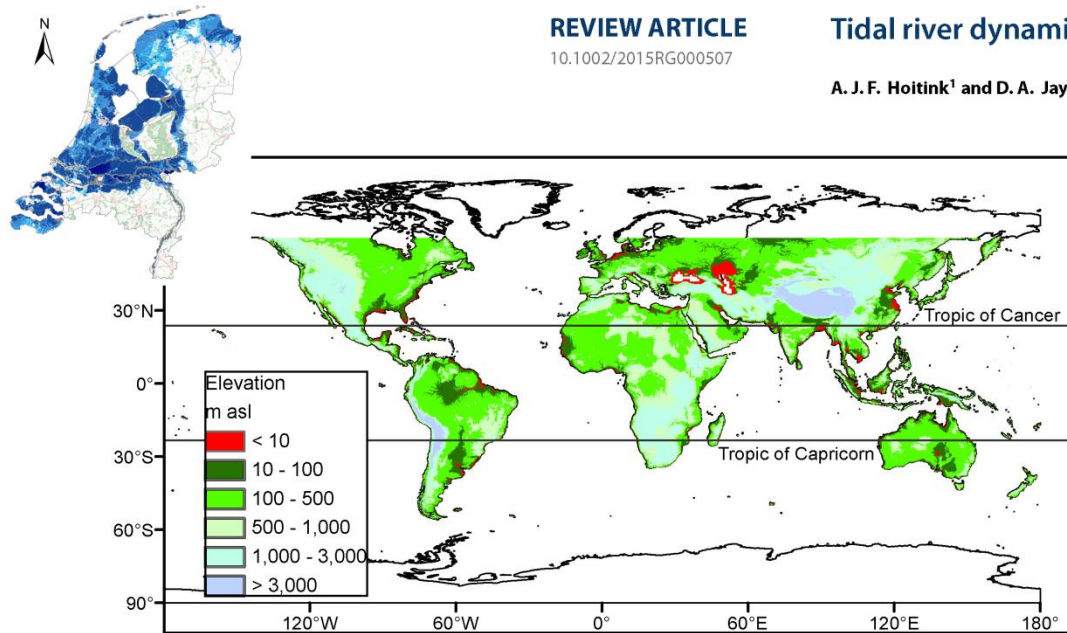 N
REVIEW ARTICLE
10.1002/2015RG000507
Tidal river dynami
A. J. F. Hoitink¹ and D. A. Jay
30°N
0°
30°S
60°S
90°
Tropic of Cancer
Tropic of Capricorn
Elevation
m asl
< 10
10 - 100
100 - 500
500 - 1,000
1,000 - 3,000
> 3,000
120°W
60°W
0°
60°E
120°E
180°